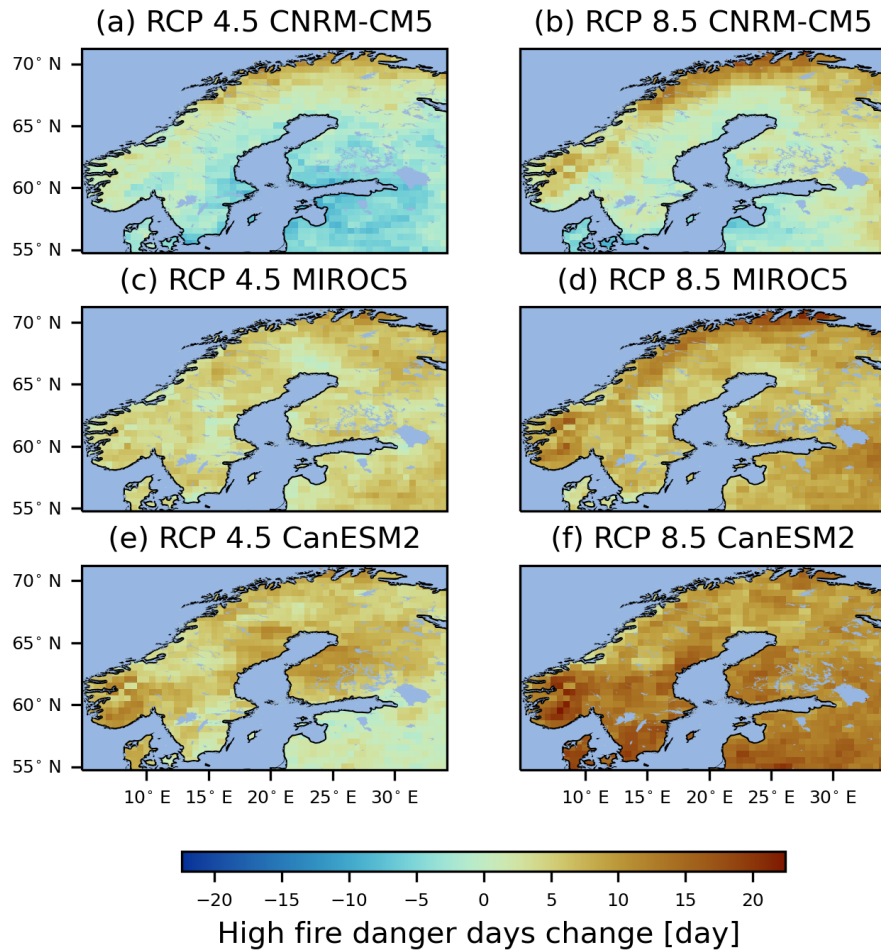 (a) RCP 4.5 CNRM-CM5
(b) RCP 8.5 CNRM-CM5
70° N
65° N
60° N
55° N
(c) RCP 4.5 MIROC5
(d) RCP 8.5 MIROC5
70° N
65° N
60° N
55° N
(e) RCP 4.5 CanESM2
(f) RCP 8.5 CanESM2
70° N
65° N
60° N
55° N
10° E 15° E 20° E 25° E 30° E
10° E 15° E 20° E 25° E 30° E
−20 −15 −10 −5 0 5 10 15 20
High fire danger days change [day]